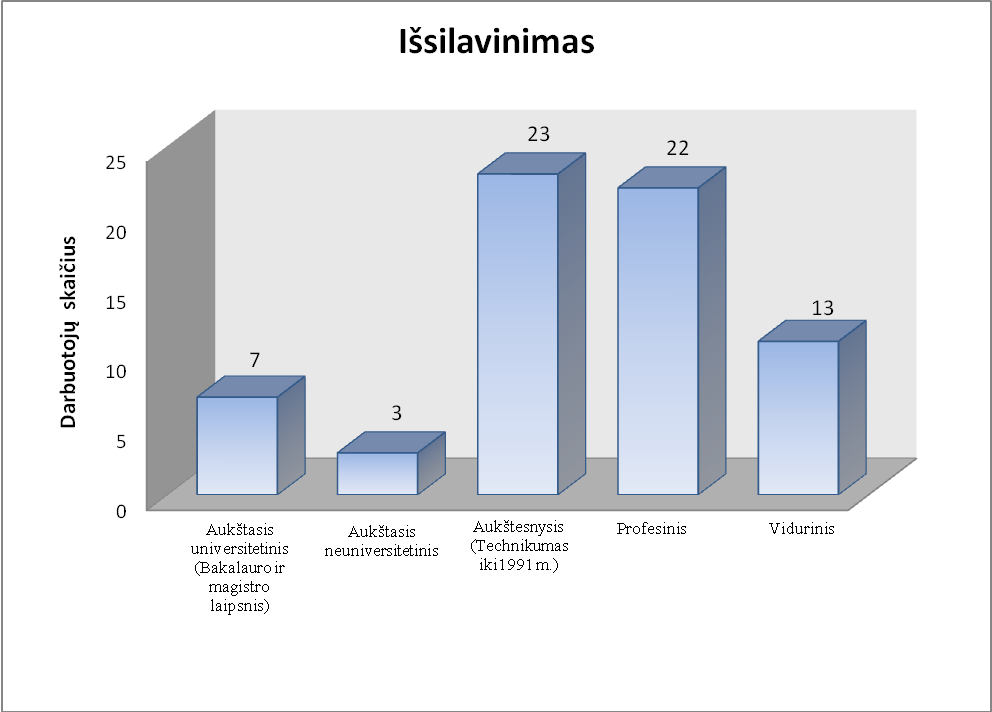 Išsilavinimas
Darbuotojų skaičius
25
20
15
10
5
0
7
3
23
22
13
Aukštasis
universitetinis
(Bakalauro ir
magistro
laipsnis)
Aukštasis
neuniversitetinis
Aukštesnysis
(Technikumas
iki1991 m.)
Profesinis
Vidurinis